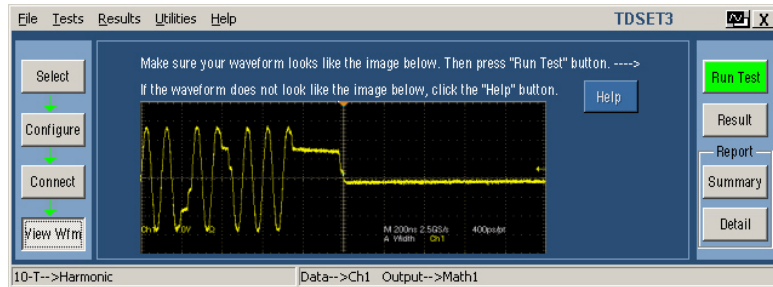 File Tests Results Utilities Help TDSET3 X
Make sure your waveform looks like the image below. Then press "Run Test" button. ---->
If the waveform does not look like the image below, click the "Help" button.
Help
Select
Configure
Connect
View Wfm
Ch1 0V Ω
M 200ns 2.5GS/s 400ps/pt
A Width Ch1
Run Test
Result
Report
Summary
Detail
10-T-->Harmonic Data-->Ch1 Output-->Math1